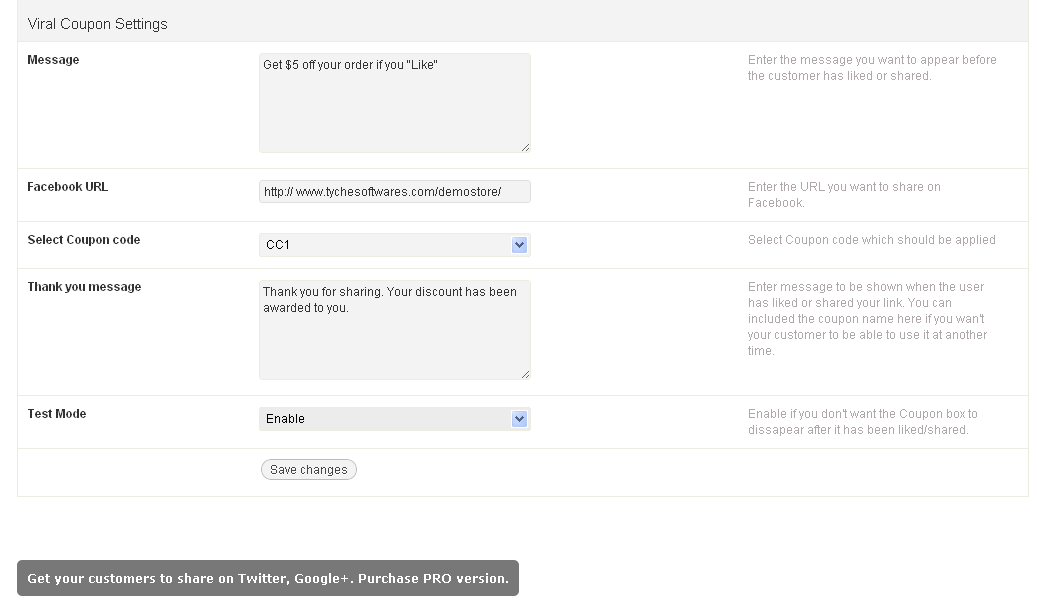 Viral Coupon Settings
Message
Get $5 off your order if you "Like"
Enter the message you want to appear before
the customer has liked or shared.
Facebook URL
http:// www.tychesoftwares.com/demostore/
Enter the URL you want to share on
Facebook.
Select Coupon code
CC1
Select Coupon code which should be applied
Thank you message
Thank you for sharing. Your discount has been
awarded to you.
Enter message to be shown when the user
has liked or shared your link. You can
included the coupon name here if you wan't
your customer to be able to use it at another
time.
Test Mode
Enable
Enable if you don't want the Coupon box to
dissapear after it has been liked/shared.
Save changes
Get your customers to share on Twitter, Google+. Purchase PRO version.